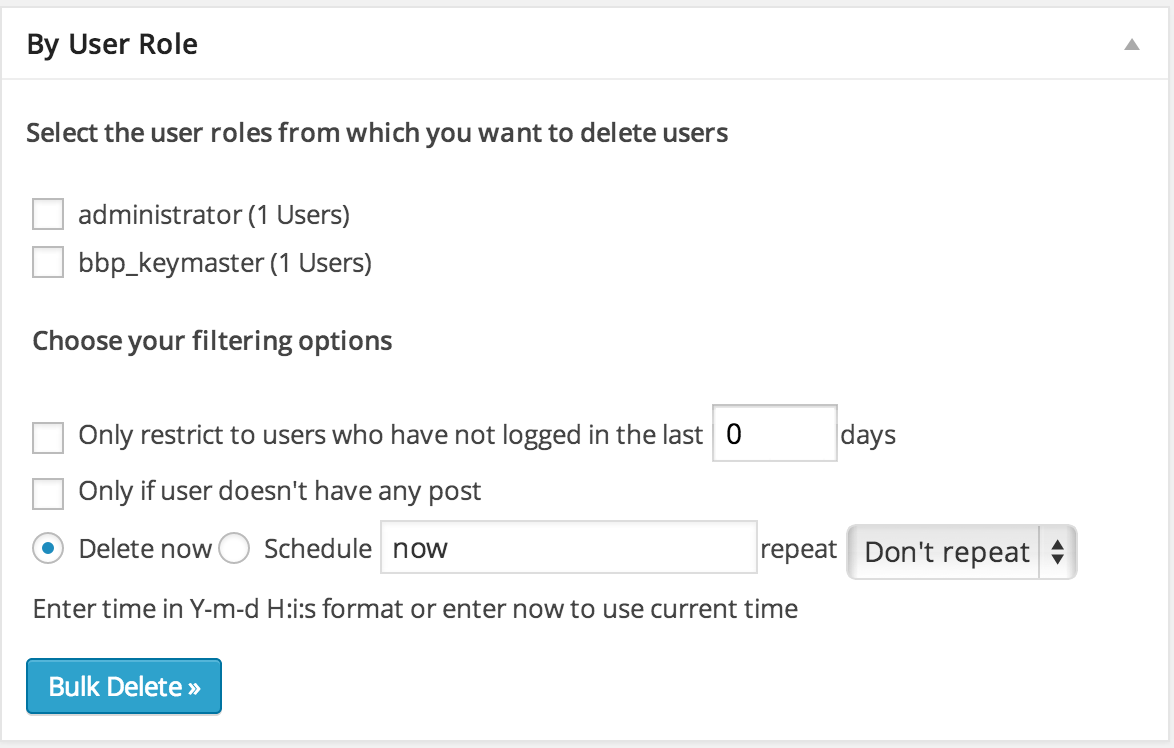 By User Role
Select the user roles from which you want to delete users
administrator (1 Users)
bbp_keymaster (1 Users)
Choose your filtering options
Only restrict to users who have not logged in the last 0 days
Only if user doesn't have any post
Delete now Schedule now repeat Don't repeat
Enter time in Y-m-d H:i:s format or enter now to use current time
Bulk Delete »